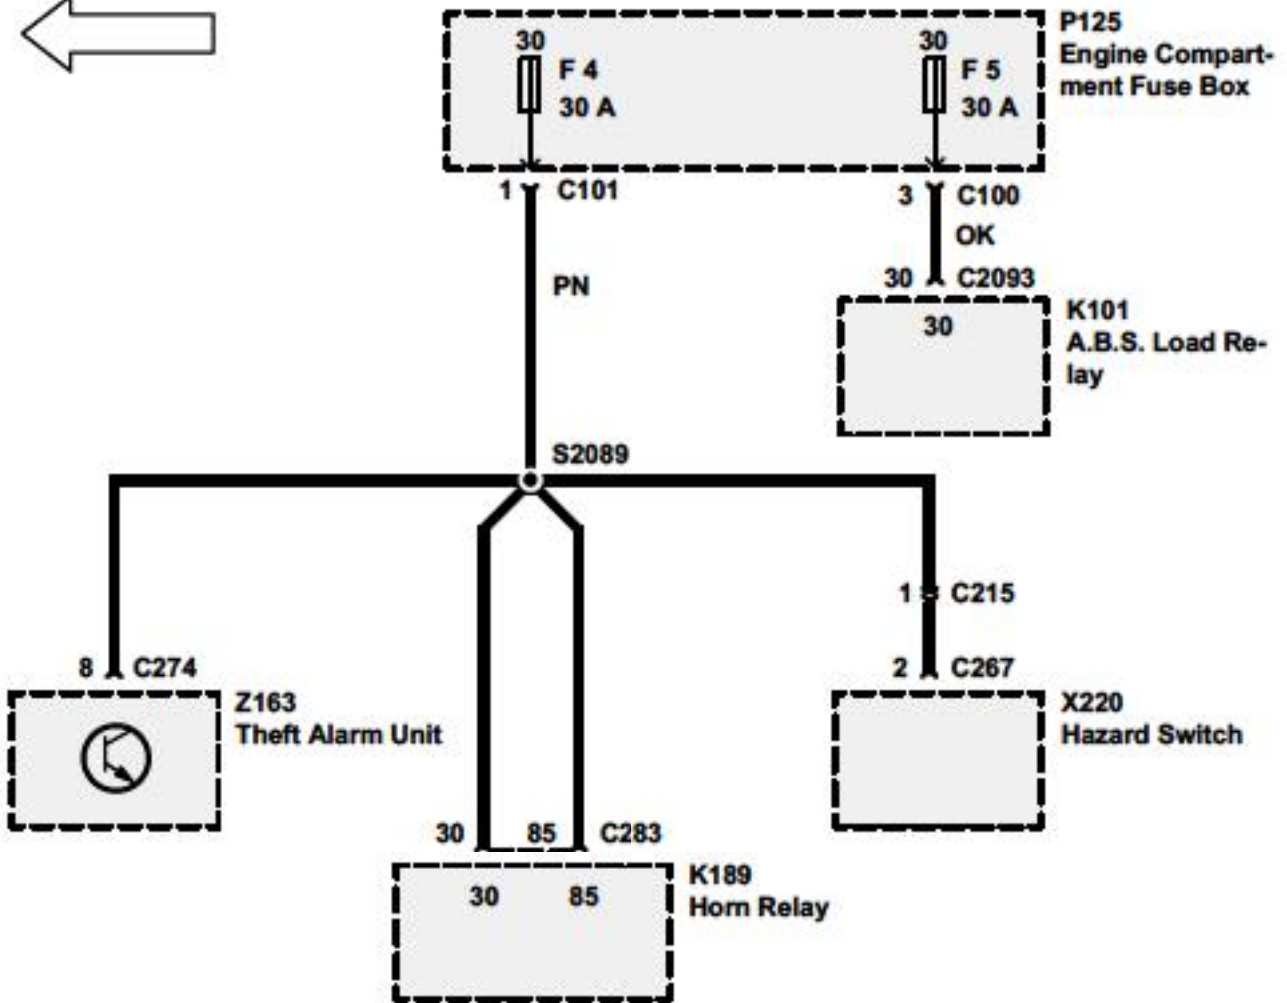 30
F 4
30 A
30
F 5
30 A
P125
Engine Compart-
ment Fuse Box
1 C101
3 C100
PN
OK
30 C2093
30
K101
A.B.S. Load Re-
lay
S2089
1 C215
8 C274
2 C267
Z163
Theft Alarm Unit
X220
Hazard Switch
30 85 C283
30 85
K189
Horn Relay